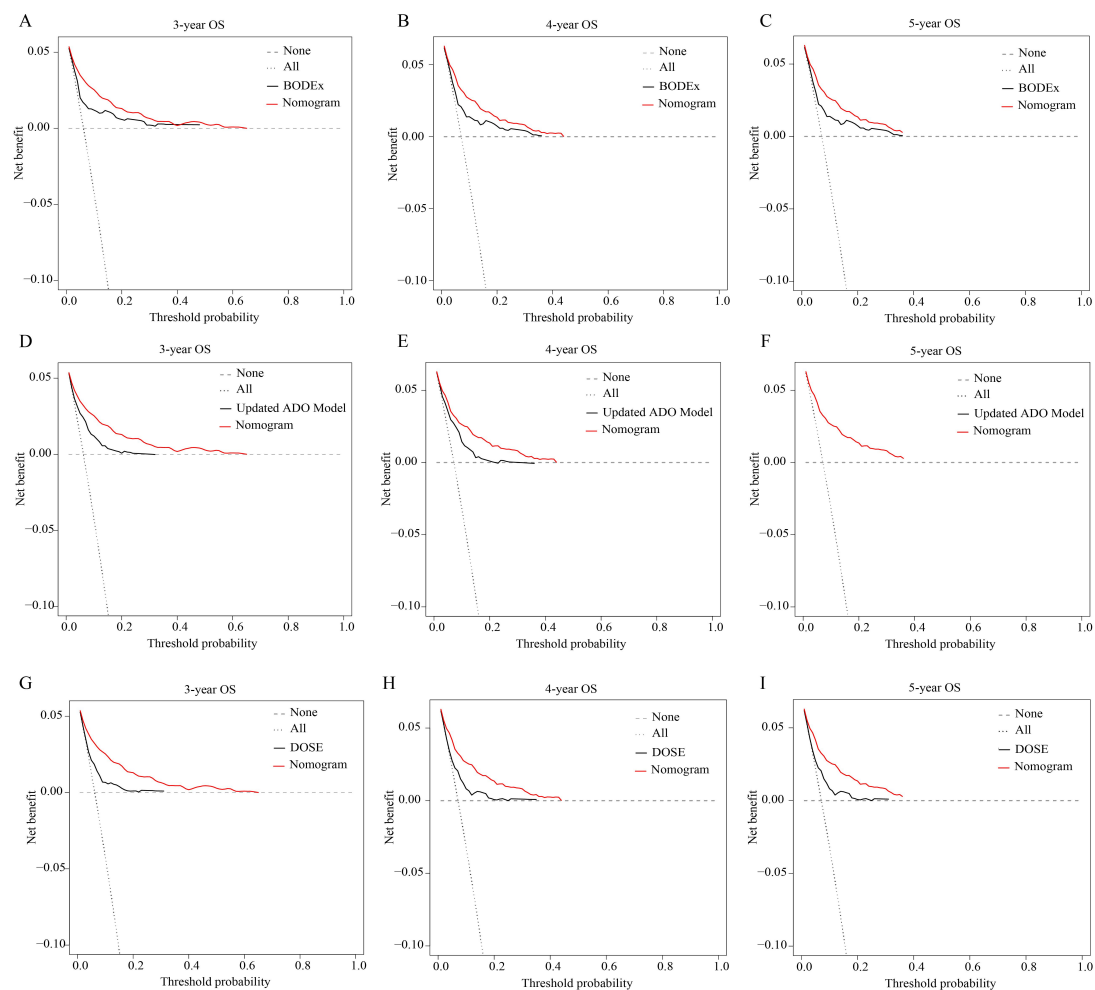 A
3-year OS
None
All
BODEx
Nomogram
0.05
0.00
−0.05
−0.10
Net benefit
0.0 0.2 0.4 0.6 0.8 1.0
Threshold probability
B
4-year OS
None
All
BODEx
Nomogram
0.05
0.00
−0.05
−0.10
Net benefit
0.0 0.2 0.4 0.6 0.8 1.0
Threshold probability
C
5-year OS
None
All
BODEx
Nomogram
0.05
0.00
−0.05
−0.10
Net benefit
0.0 0.2 0.4 0.6 0.8 1.0
Threshold probability
D
3-year OS
None
All
Updated ADO Model
Nomogram
0.05
0.00
−0.05
−0.10
Net benefit
0.0 0.2 0.4 0.6 0.8 1.0
Threshold probability
E
4-year OS
None
All
Updated ADO Model
Nomogram
0.05
0.00
−0.05
−0.10
Net benefit
0.0 0.2 0.4 0.6 0.8 1.0
Threshold probability
F
5-year OS
None
All
Updated ADO Model
Nomogram
0.05
0.00
−0.05
−0.10
Net benefit
0.0 0.2 0.4 0.6 0.8 1.0
Threshold probability
G
3-year OS
None
All
DOSE
Nomogram
0.05
0.00
−0.05
−0.10
Net benefit
0.0 0.2 0.4 0.6 0.8 1.0
Threshold probability
H
4-year OS
None
All
DOSE
Nomogram
0.05
0.00
−0.05
−0.10
Net benefit
0.0 0.2 0.4 0.6 0.8 1.0
Threshold probability
I
5-year OS
None
All
DOSE
Nomogram
0.05
0.00
−0.05
−0.10
Net benefit
0.0 0.2 0.4 0.6 0.8 1.0
Threshold probability